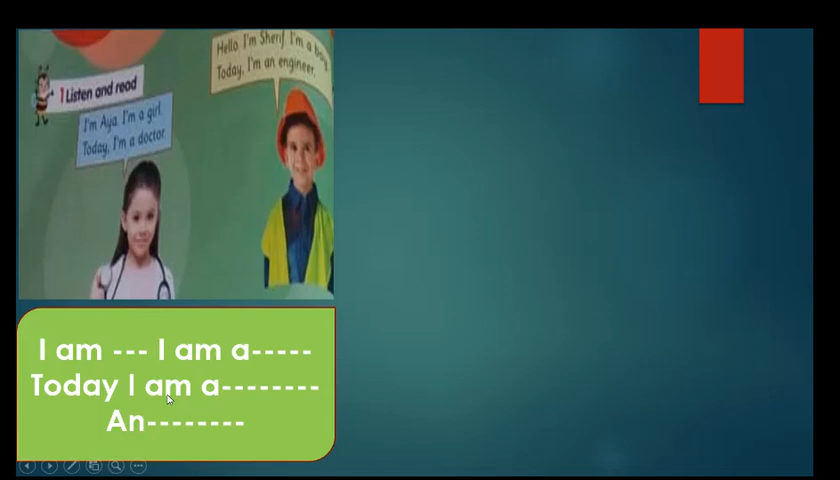 Hello I'm Sherif. I'm a boy.
Today, I'm an engineer.
1 Listen and read
I'm Aya. I'm a girl.
Today, I'm a doctor.
I am --- I am a-----
Today I am a--------
An--------